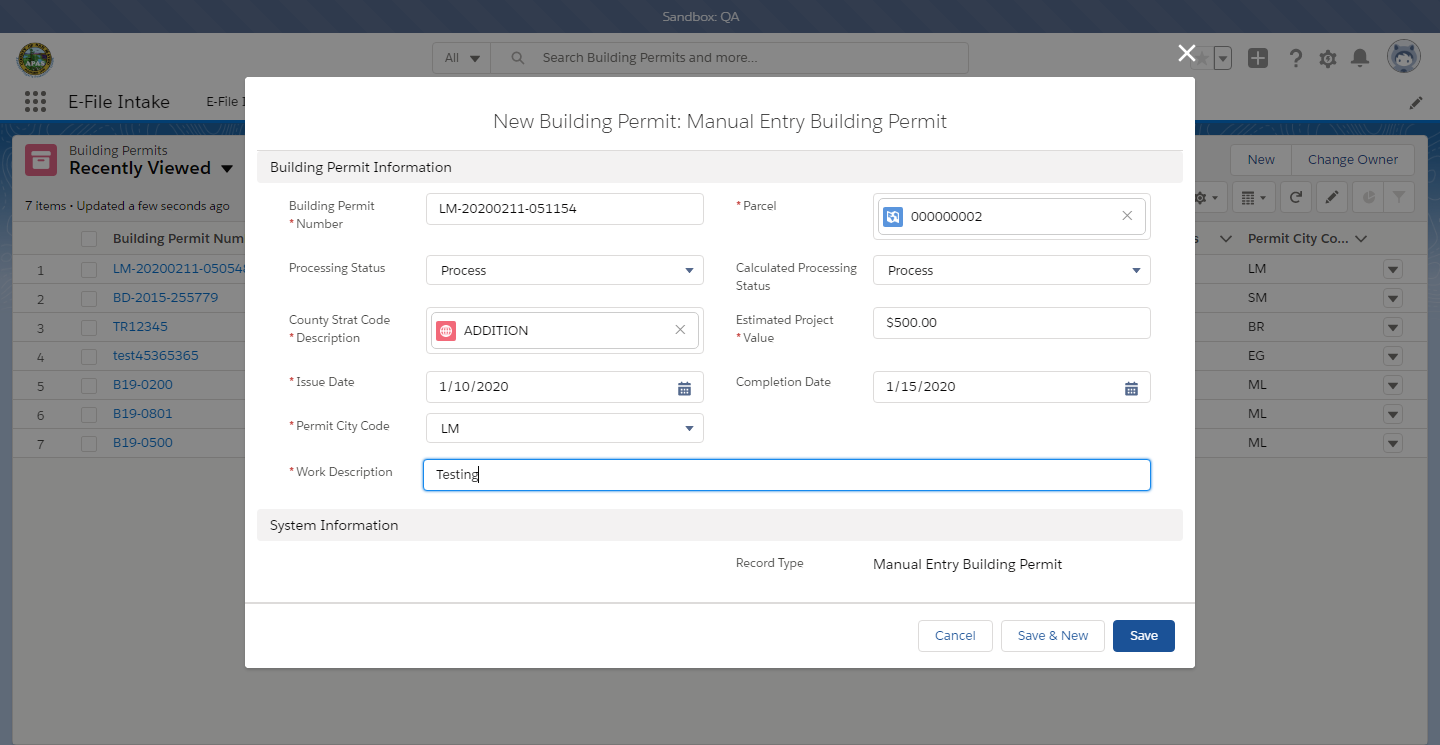 Sandbox: QA
All
Search Building Permits and more...
E-File Intake
E-File I
New Building Permit: Manual Entry Building Permit
Building Permits
Recently Viewed
New
Change Owner
7 items • Updated a few seconds ago
Building Permit Num
s
Permit City Co...
1
LM-20200211-050548
LM
2
BD-2015-255779
SM
3
TR12345
BR
4
test45365365
EG
5
B19-0200
ML
6
B19-0801
ML
7
B19-0500
ML
Building Permit Information
Building Permit
*Number
LM-20200211-051154
*Parcel
000000002
Processing Status
Process
Calculated Processing
Status
Process
County Strat Code
*Description
ADDITION
Estimated Project
*Value
$500.00
*Issue Date
1/10/2020
Completion Date
1/15/2020
*Permit City Code
LM
*Work Description
Testing
System Information
Record Type
Manual Entry Building Permit
Cancel
Save & New
Save